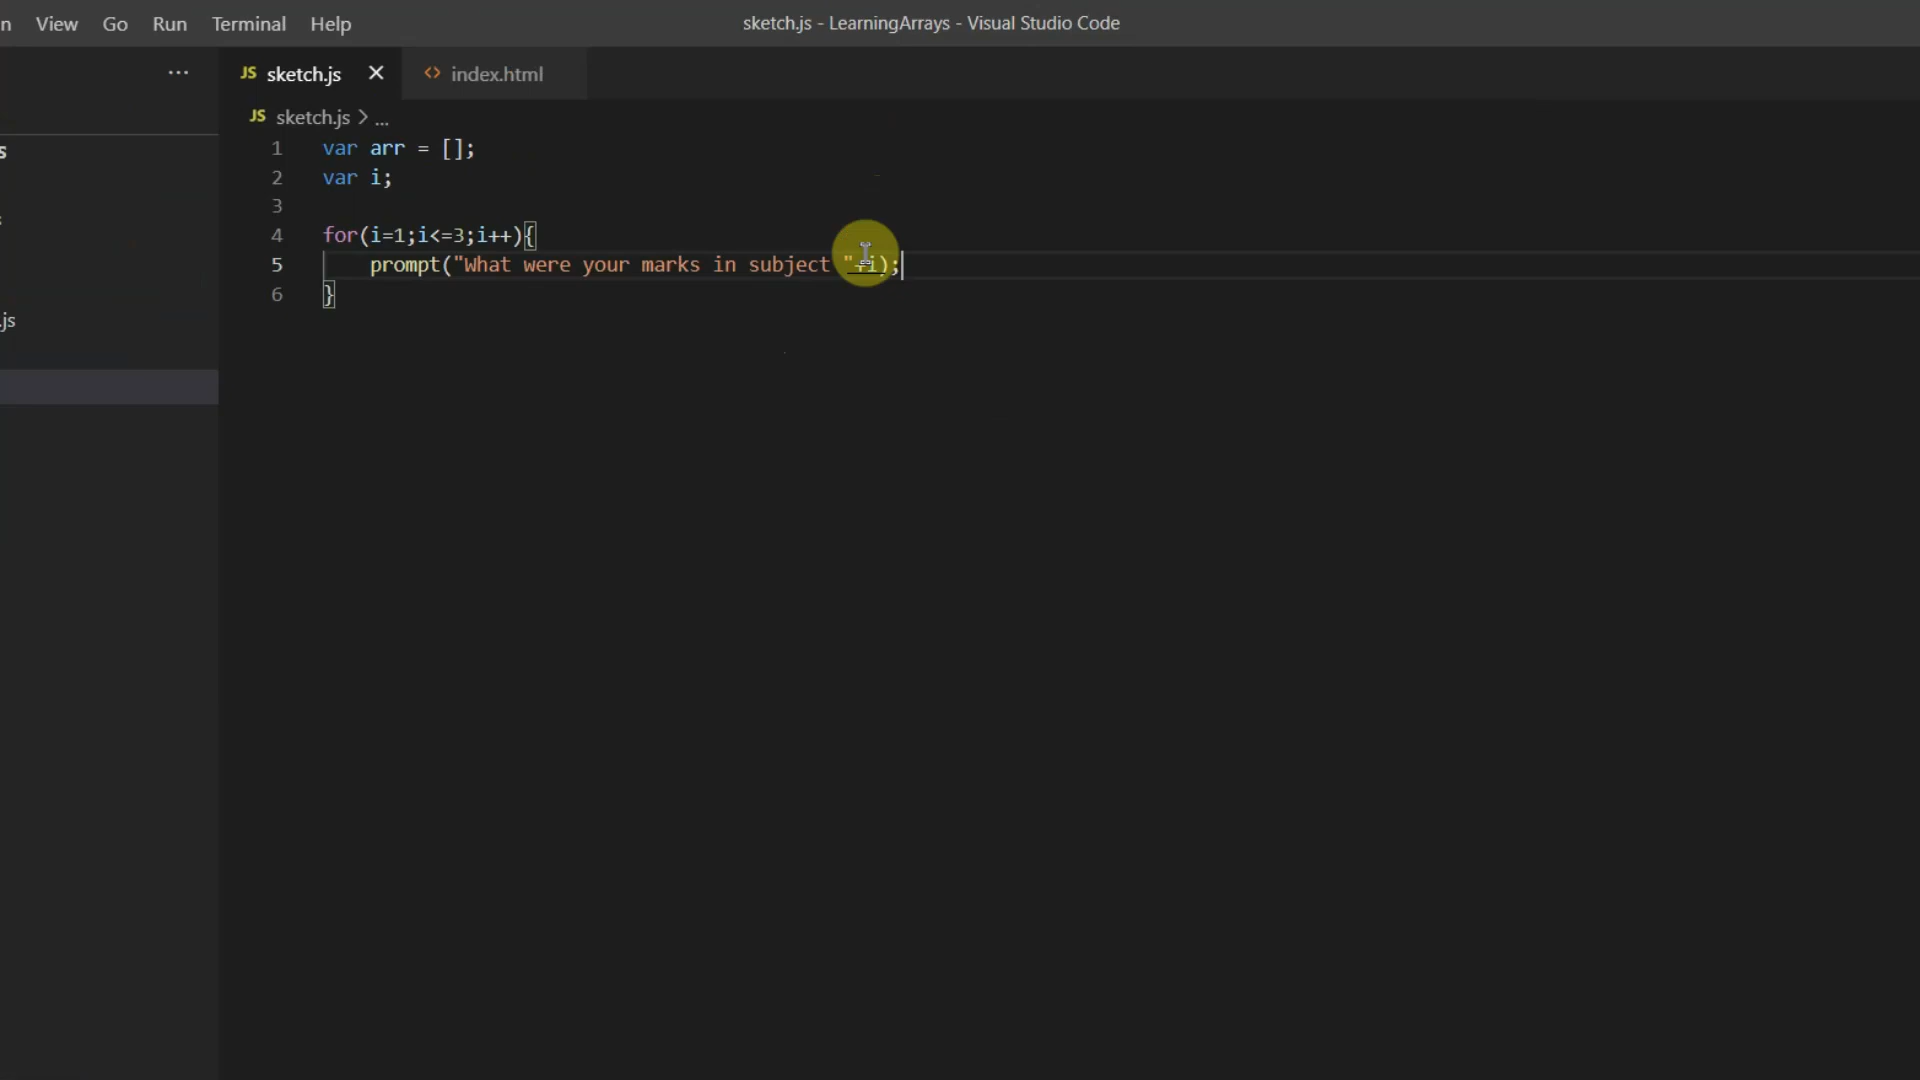 n View Go Run Terminal Help sketch.js - LearningArrays - Visual Studio Code
... JS sketch.js × <> index.html
JS sketch.js > ...
s
.js
1 var arr = [];
2 var i;
3
4 for(i=1;i<=3;i++){
5 prompt("What were your marks in subject "+i);
6 }